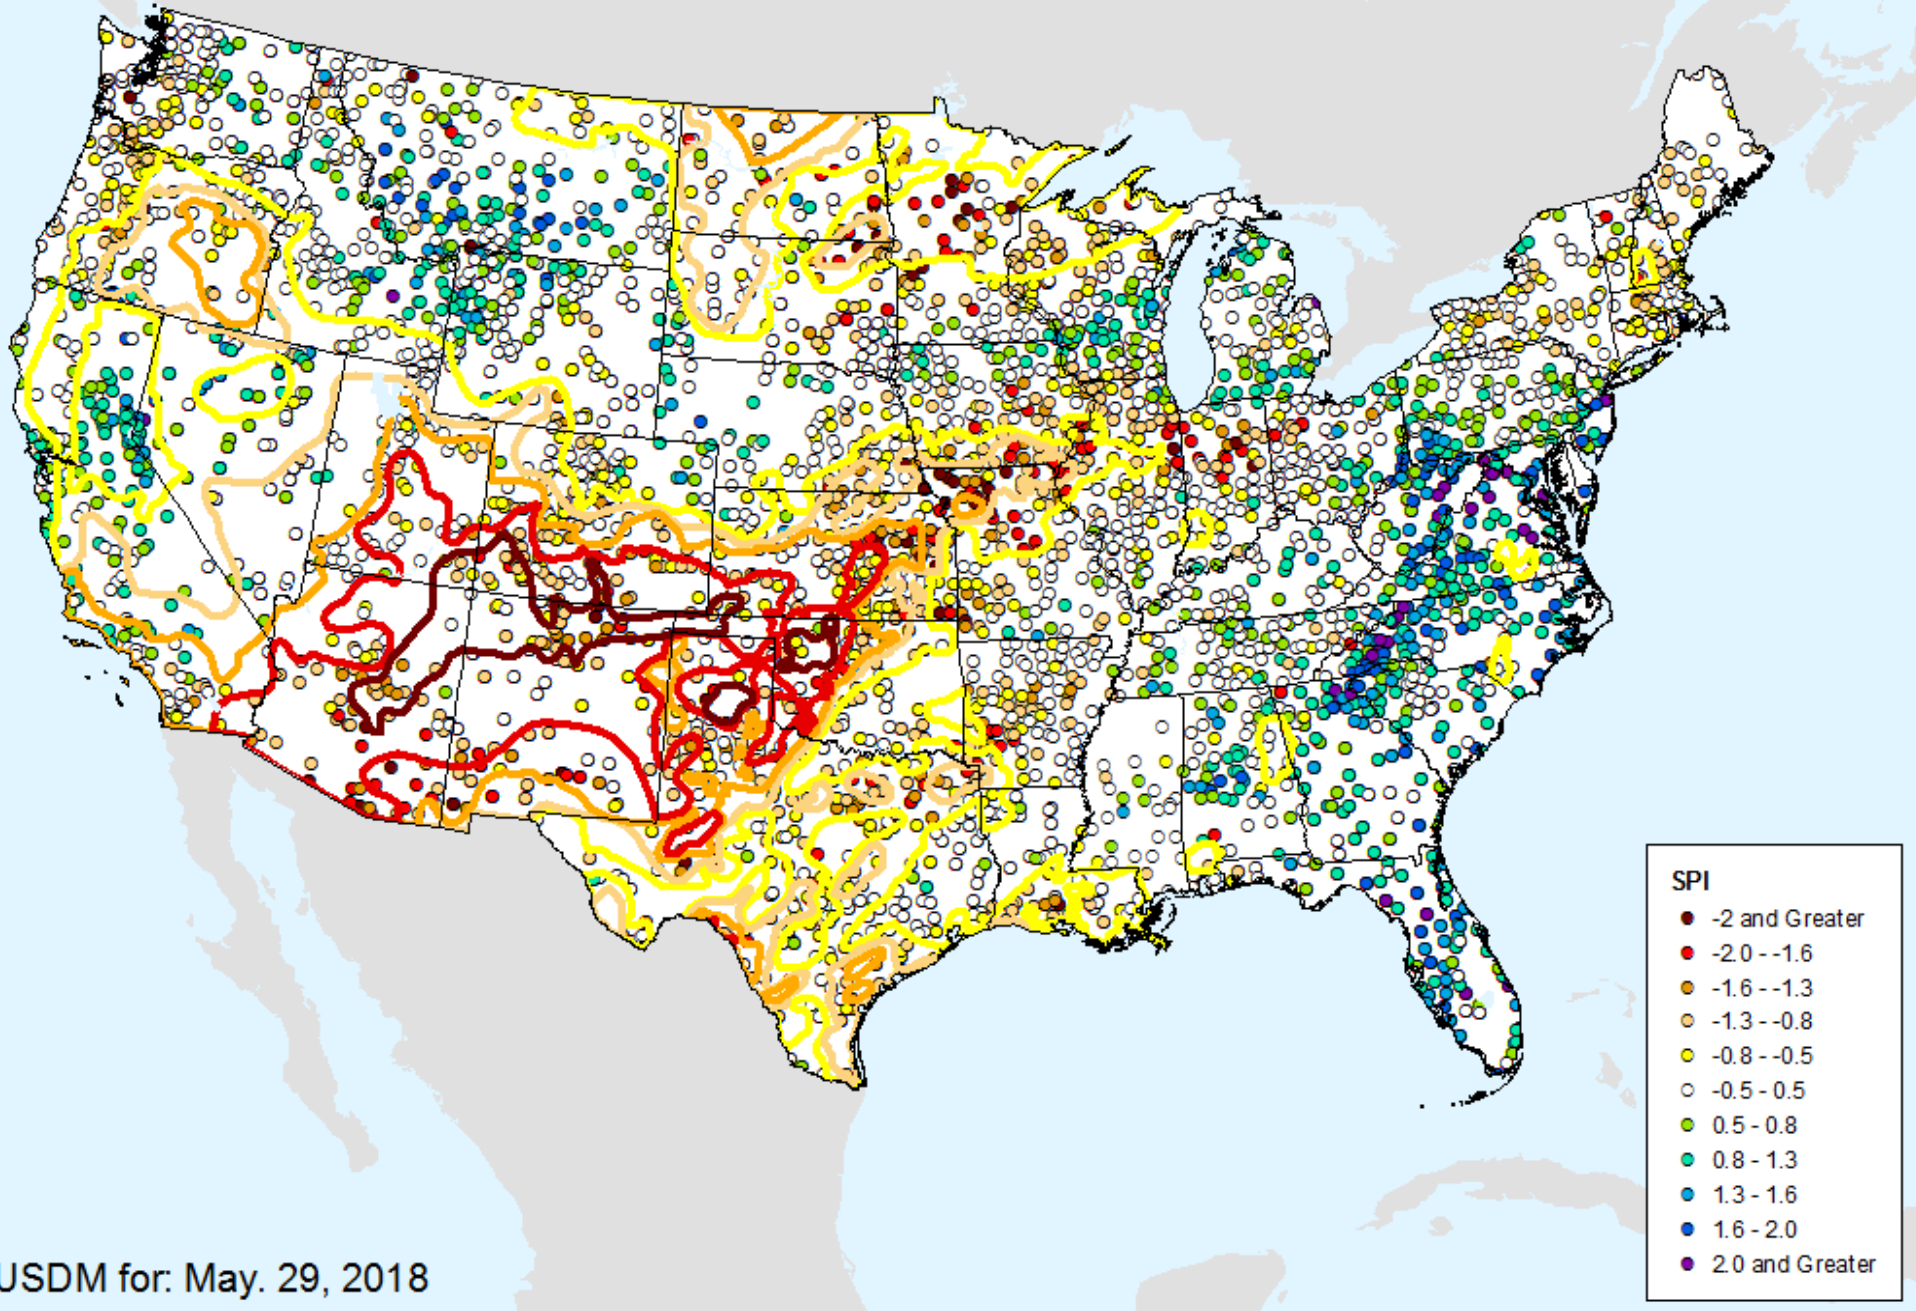 SPI
-2 and Greater
-2.0 - -1.6
-1.6 - -1.3
-1.3 - -0.8
-0.8 - -0.5
-0.5 - 0.5
0.5 - 0.8
0.8 - 1.3
1.3 - 1.6
1.6 - 2.0
2.0 and Greater
USDM for: May. 29, 2018